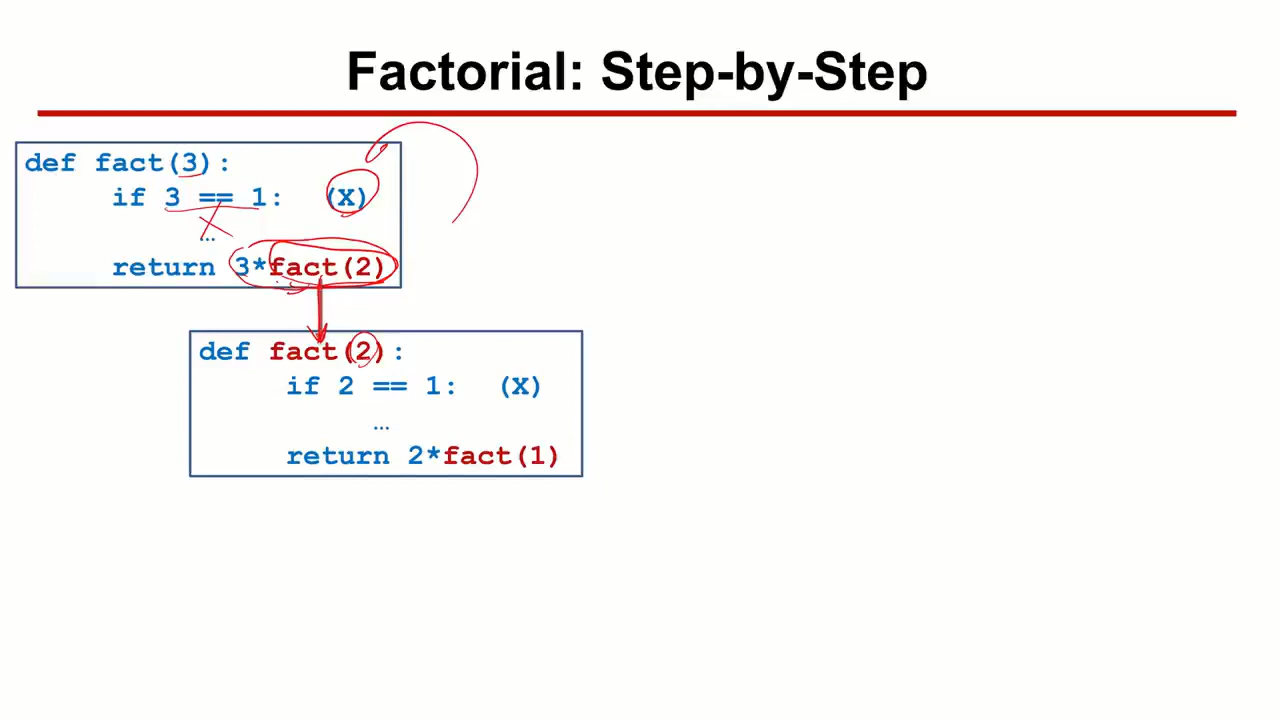 Factorial: Step-by-Step
def fact(3):
if 3 == 1: (X)
…
return 3*fact(2)
def fact(2):
if 2 == 1: (X)
…
return 2*fact(1)